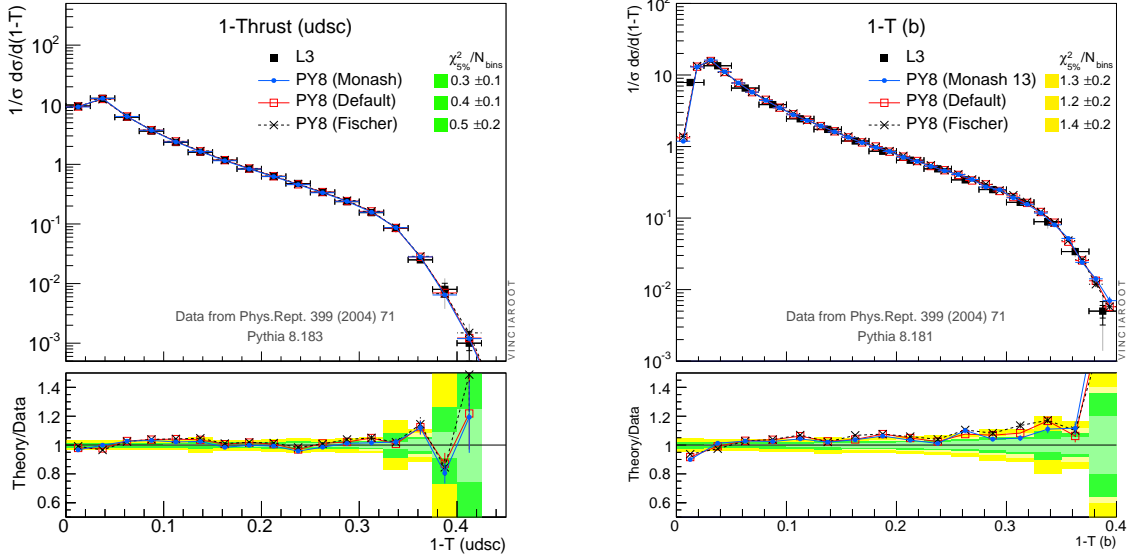 1-Thrust (udsc)
1/σ dσ/d(1-T)
10²
10
1
10⁻¹
10⁻²
10⁻³
L3
PY8 (Monash)
PY8 (Default)
PY8 (Fischer)
χ²5%/Nbins
0.3 ±0.1
0.4 ±0.1
0.5 ±0.2
Data from Phys.Rept. 399 (2004) 71
Pythia 8.183
VINCIAROOT
Theory/Data
1.4
1.2
1
0.8
0.6
0 0.1 0.2 0.3 0.4
1-T (udsc)
1-T (b)
1/σ dσ/d(1-T)
10²
10
1
10⁻¹
10⁻²
10⁻³
L3
PY8 (Monash 13)
PY8 (Default)
PY8 (Fischer)
χ²5%/Nbins
1.3 ±0.2
1.2 ±0.2
1.4 ±0.2
Data from Phys.Rept. 399 (2004) 71
Pythia 8.181
VINCIAROOT
Theory/Data
1.4
1.2
1
0.8
0.6
0 0.1 0.2 0.3 0.4
1-T (b)